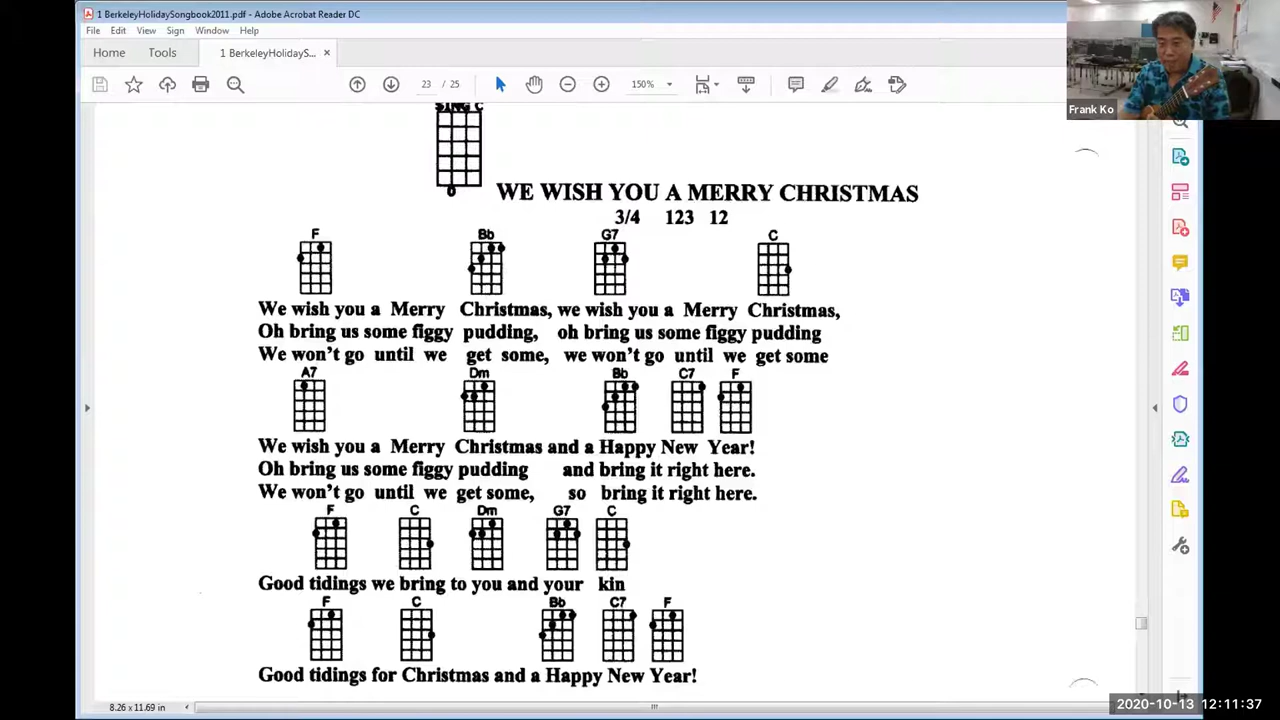 1 BerkeleyHolidaySongbook2011.pdf - Adobe Acrobat Reader DC
File Edit View Sign Window Help
Home Tools 1 BerkeleyHolidayS... ×
23 / 25 150%
Frank Ko
SING C
0
WE WISH YOU A MERRY CHRISTMAS
3/4 123 12
F Bb G7 C
We wish you a Merry Christmas, we wish you a Merry Christmas,
Oh bring us some figgy pudding, oh bring us some figgy pudding
We won't go until we get some, we won't go until we get some
A7 Dm Bb C7 F
We wish you a Merry Christmas and a Happy New Year!
Oh bring us some figgy pudding and bring it right here.
We won't go until we get some, so bring it right here.
F C Dm G7 C
Good tidings we bring to you and your kin
F C Bb C7 F
Good tidings for Christmas and a Happy New Year!
8.26 x 11.69 in
2020-10-13 12:11:37